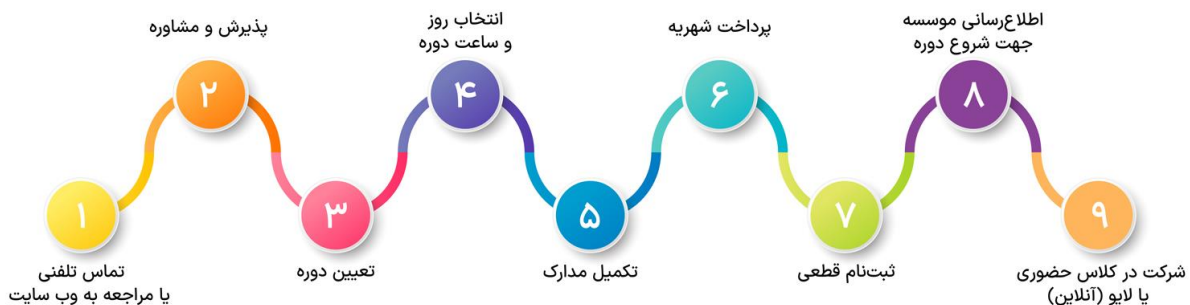 ۱
تماس تلفنی
یا مراجعه به وب سایت
۲
پذیرش و مشاوره
۳
تعیین دوره
۴
انتخاب روز
و ساعت دوره
۵
تکمیل مدارک
۶
پرداخت شهریه
۷
ثبت‌نام قطعی
۸
اطلاع‌رسانی موسسه
جهت شروع دوره
۹
شرکت در کلاس حضوری
یا لایو (آنلاین)